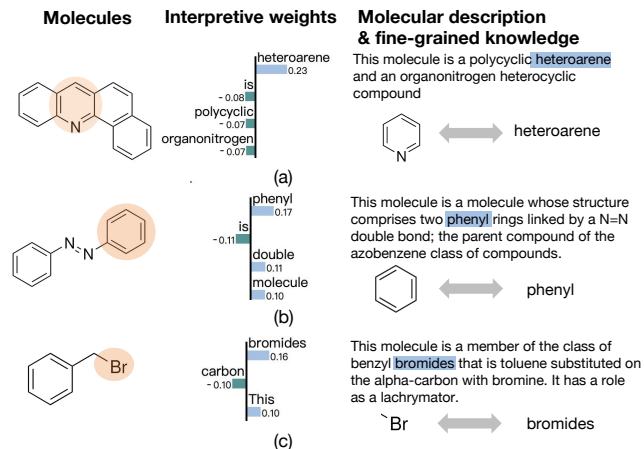 Molecules
Interpretive weights
Molecular description
& fine-grained knowledge
heteroarene
0.23
is
-0.08
polycyclic
-0.07
organonitrogen
-0.07
(a)
N
This molecule is a polycyclic heteroarene
and an organonitrogen heterocyclic
compound
N
heteroarene
phenyl
0.17
is
-0.11
double
0.11
molecule
0.10
(b)
N
N
This molecule is a molecule whose structure
comprises two phenyl rings linked by a N=N
double bond; the parent compound of the
azobenzene class of compounds.
phenyl
bromides
0.16
carbon
-0.10
This
0.10
(c)
Br
This molecule is a member of the class of
benzyl bromides that is toluene substituted on
the alpha-carbon with bromine. It has a role
as a lachrymator.
Br
bromides